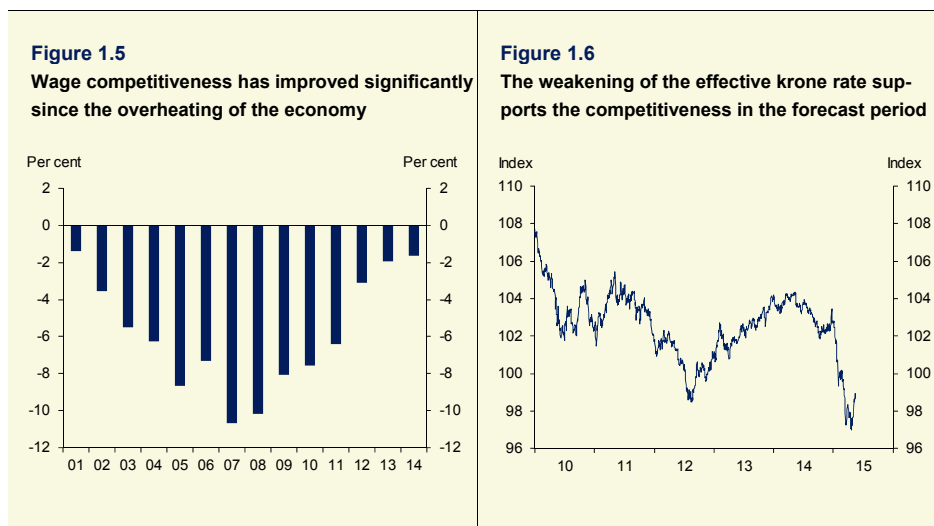 Figure 1.5
Wage competitiveness has improved significantly
since the overheating of the economy
Per cent Per cent
2 2
0 0
-2 -2
-4 -4
-6 -6
-8 -8
-10 -10
-12 -12
01 02 03 04 05 06 07 08 09 10 11 12 13 14
Figure 1.6
The weakening of the effective krone rate sup-
ports the competitiveness in the forecast period
Index Index
110 110
108 108
106 106
104 104
102 102
100 100
98 98
96 96
10 11 12 13 14 15